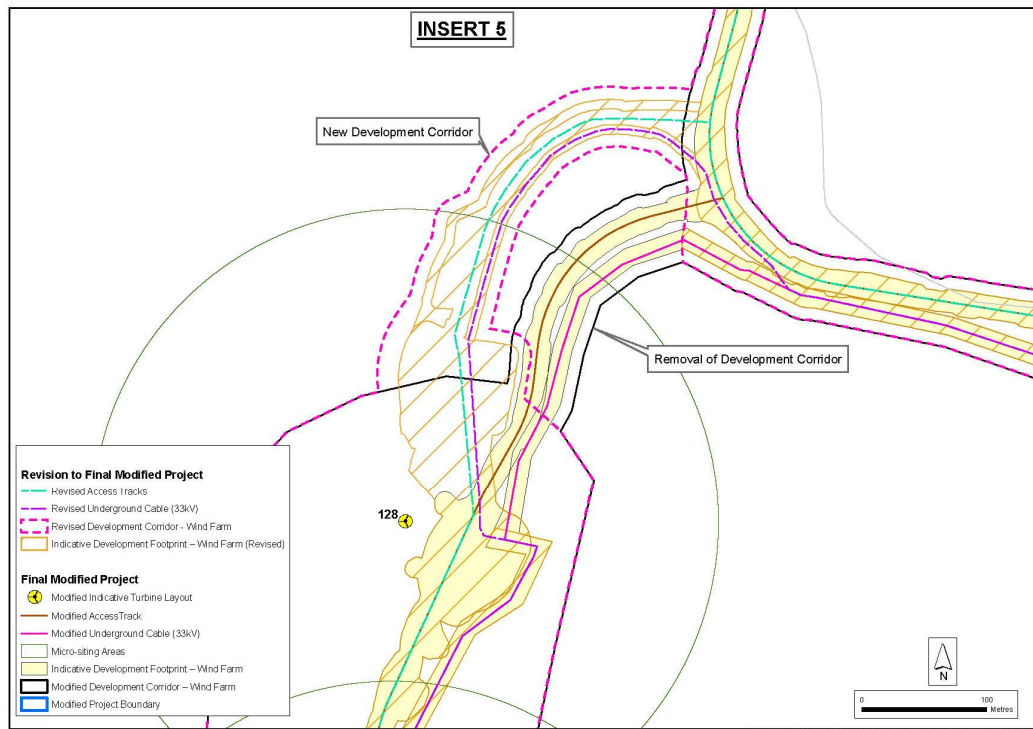 INSERT 5
New Development Corridor
Removal of Development Corridor
128
Revision to Final Modified Project
Revised Access Tracks
Revised Underground Cable (33kV)
Revised Development Corridor - Wind Farm
Indicative Development Footprint – Wind Farm (Revised)
Final Modified Project
Modified Indicative Turbine Layout
Modified AccessTrack
Modified Underground Cable (33kV)
Micro-siting Areas
Indicative Development Footprint – Wind Farm
Modified Development Corridor – Wind Farm
Modified Project Boundary
N
0 100
Metres